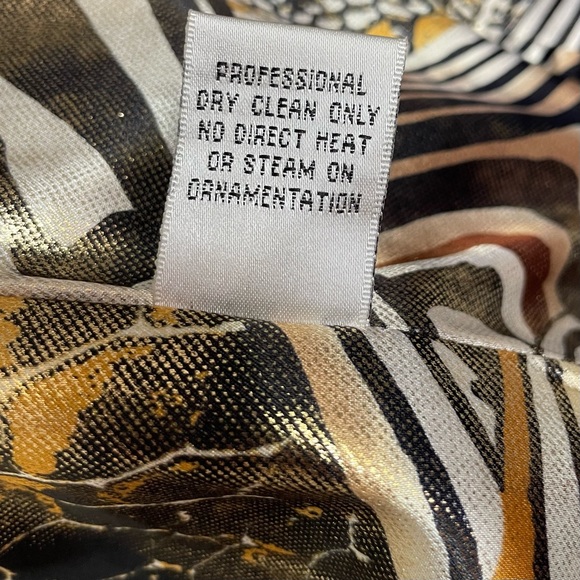 PROFESSIONAL
DRY CLEAN ONLY
NO DIRECT HEAT
OR STEAM ON
ORNAMENTATION